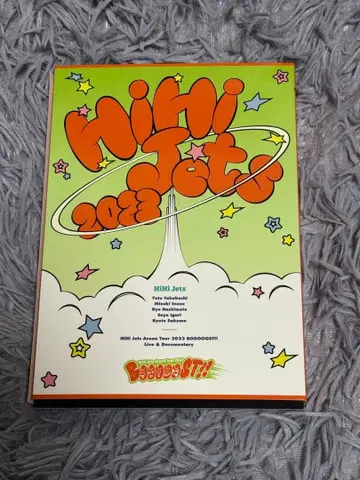 HiHi
Jets
2023
HiHi Jets
Yuto Takahashi
Mizuki Inoue
Ryo Hashimoto
Soya Igari
Ryuto Sakuma
HiHi Jets Arena Tour 2023 BOOOOOST!!
Live & Documentary
BOOOOOST!!